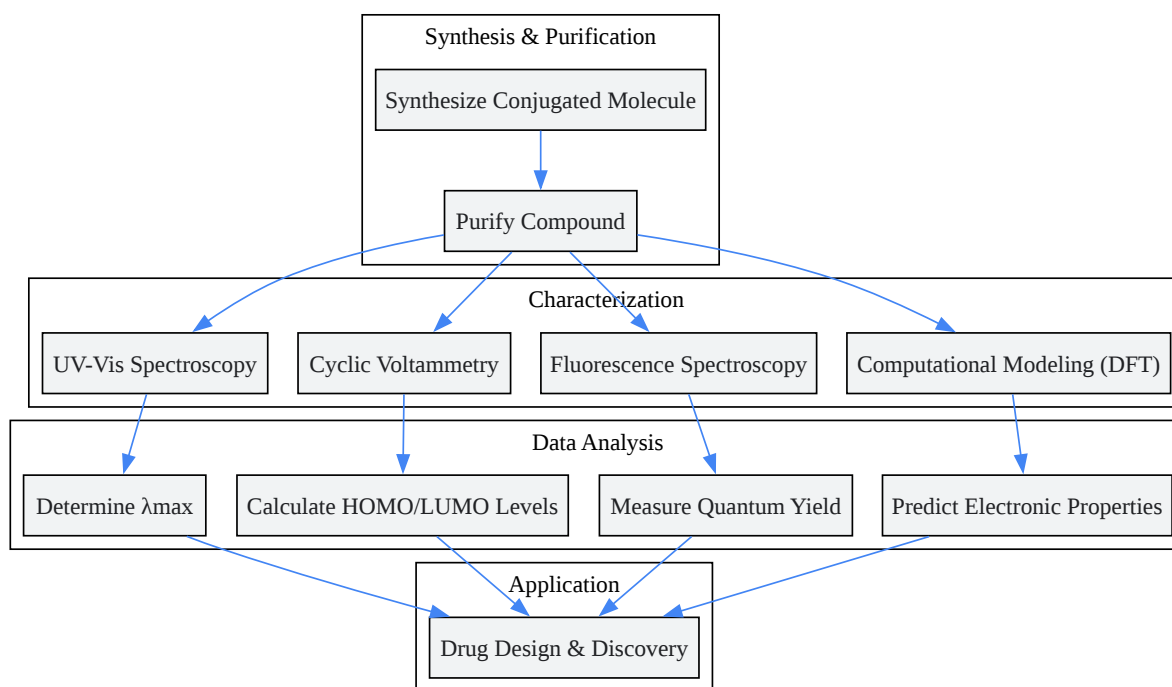 Synthesis & Purification
Synthesize Conjugated Molecule
Purify Compound
Characterization
UV-Vis Spectroscopy
Cyclic Voltammetry
Fluorescence Spectroscopy
Computational Modeling (DFT)
Data Analysis
Determine λmax
Calculate HOMO/LUMO Levels
Measure Quantum Yield
Predict Electronic Properties
Application
Drug Design & Discovery